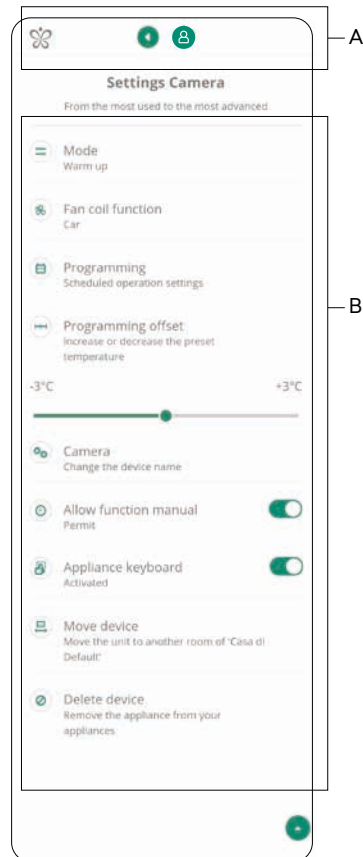 A
Settings Camera
From the most used to the most advanced
Mode
Warm up
Fan coil function
Car
B
Programming
Scheduled operation settings
Programming offset
Increase or decrease the preset
temperature
-3°C +3°C
Camera
Change the device name
Allow function manual
Permit
Appliance keyboard
Activated
Move device
Move the unit to another room of 'Casa di
Default'
Delete device
Remove the appliance from your
appliances